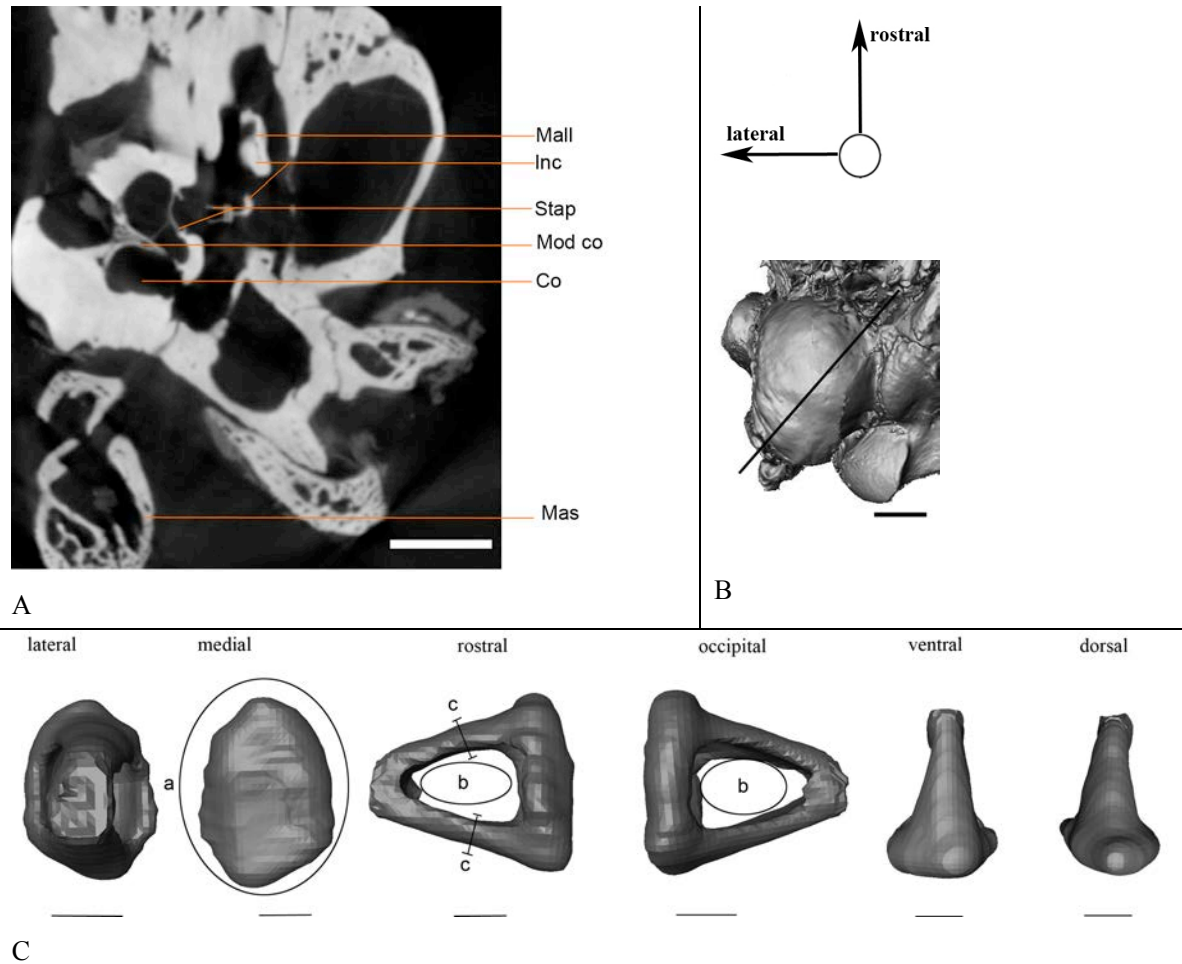 Mall
Inc
Stap
Mod co
Co
Mas
A
rostral
lateral
B
lateral medial rostral occipital ventral dorsal
a
c
b
c
b
C